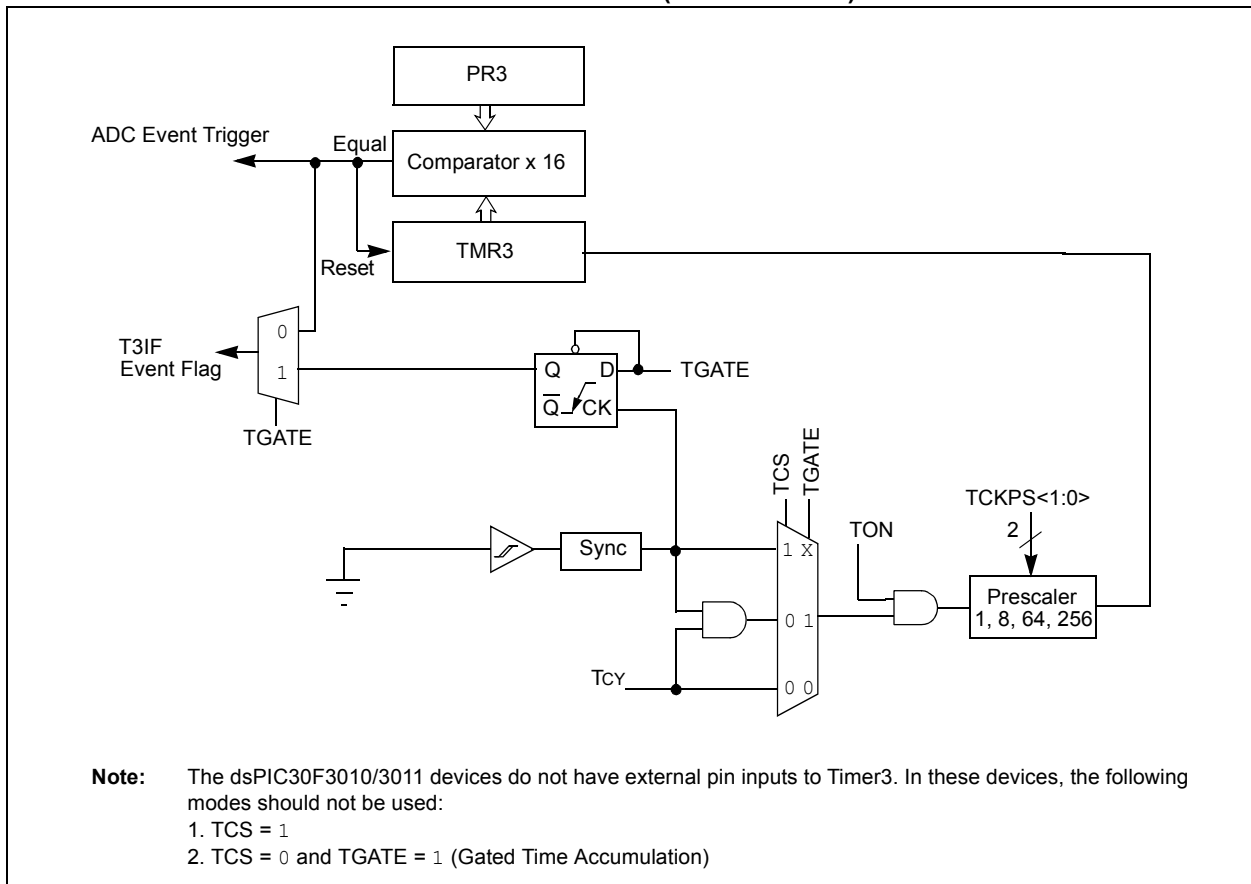 PR3
ADC Event Trigger
Equal
Comparator x 16
Reset
TMR3
0
1
T3IF
Event Flag
TGATE
Q D
Q CK
TGATE
TCS
TGATE
TCKPS<1:0>
2
TON
Sync
1 X
0 1
0 0
Prescaler
1, 8, 64, 256
TCY
Note: The dsPIC30F3010/3011 devices do not have external pin inputs to Timer3. In these devices, the following
modes should not be used:
1. TCS = 1
2. TCS = 0 and TGATE = 1 (Gated Time Accumulation)